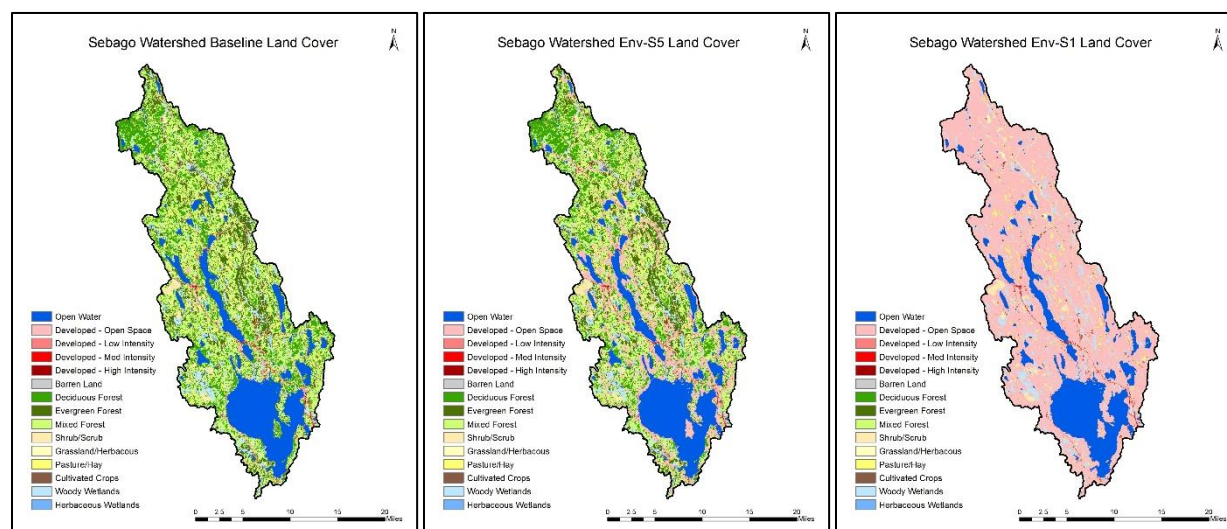 Sebago Watershed Baseline Land Cover
N
Open Water
Developed - Open Space
Developed - Low Intensity
Developed - Med Intensity
Developed - High Intensity
Barren Land
Deciduous Forest
Evergreen Forest
Mixed Forest
Shrub/Scrub
Grassland/Herbacous
Pasture/Hay
Cultivated Crops
Woody Wetlands
Herbaceous Wetlands
0 2.5 5 10 15 20
Miles
Sebago Watershed Env-S5 Land Cover
N
Open Water
Developed - Open Space
Developed - Low Intensity
Developed - Med Intensity
Developed - High Intensity
Barren Land
Deciduous Forest
Evergreen Forest
Mixed Forest
Shrub/Scrub
Grassland/Herbacous
Pasture/Hay
Cultivated Crops
Woody Wetlands
Herbaceous Wetlands
0 2.5 5 10 15 20
Miles
Sebago Watershed Env-S1 Land Cover
N
Open Water
Developed - Open Space
Developed - Low Intensity
Developed - Med Intensity
Developed - High Intensity
Barren Land
Deciduous Forest
Evergreen Forest
Mixed Forest
Shrub/Scrub
Grassland/Herbacous
Pasture/Hay
Cultivated Crops
Woody Wetlands
Herbaceous Wetlands
0 2.5 5 10 15 20
Miles